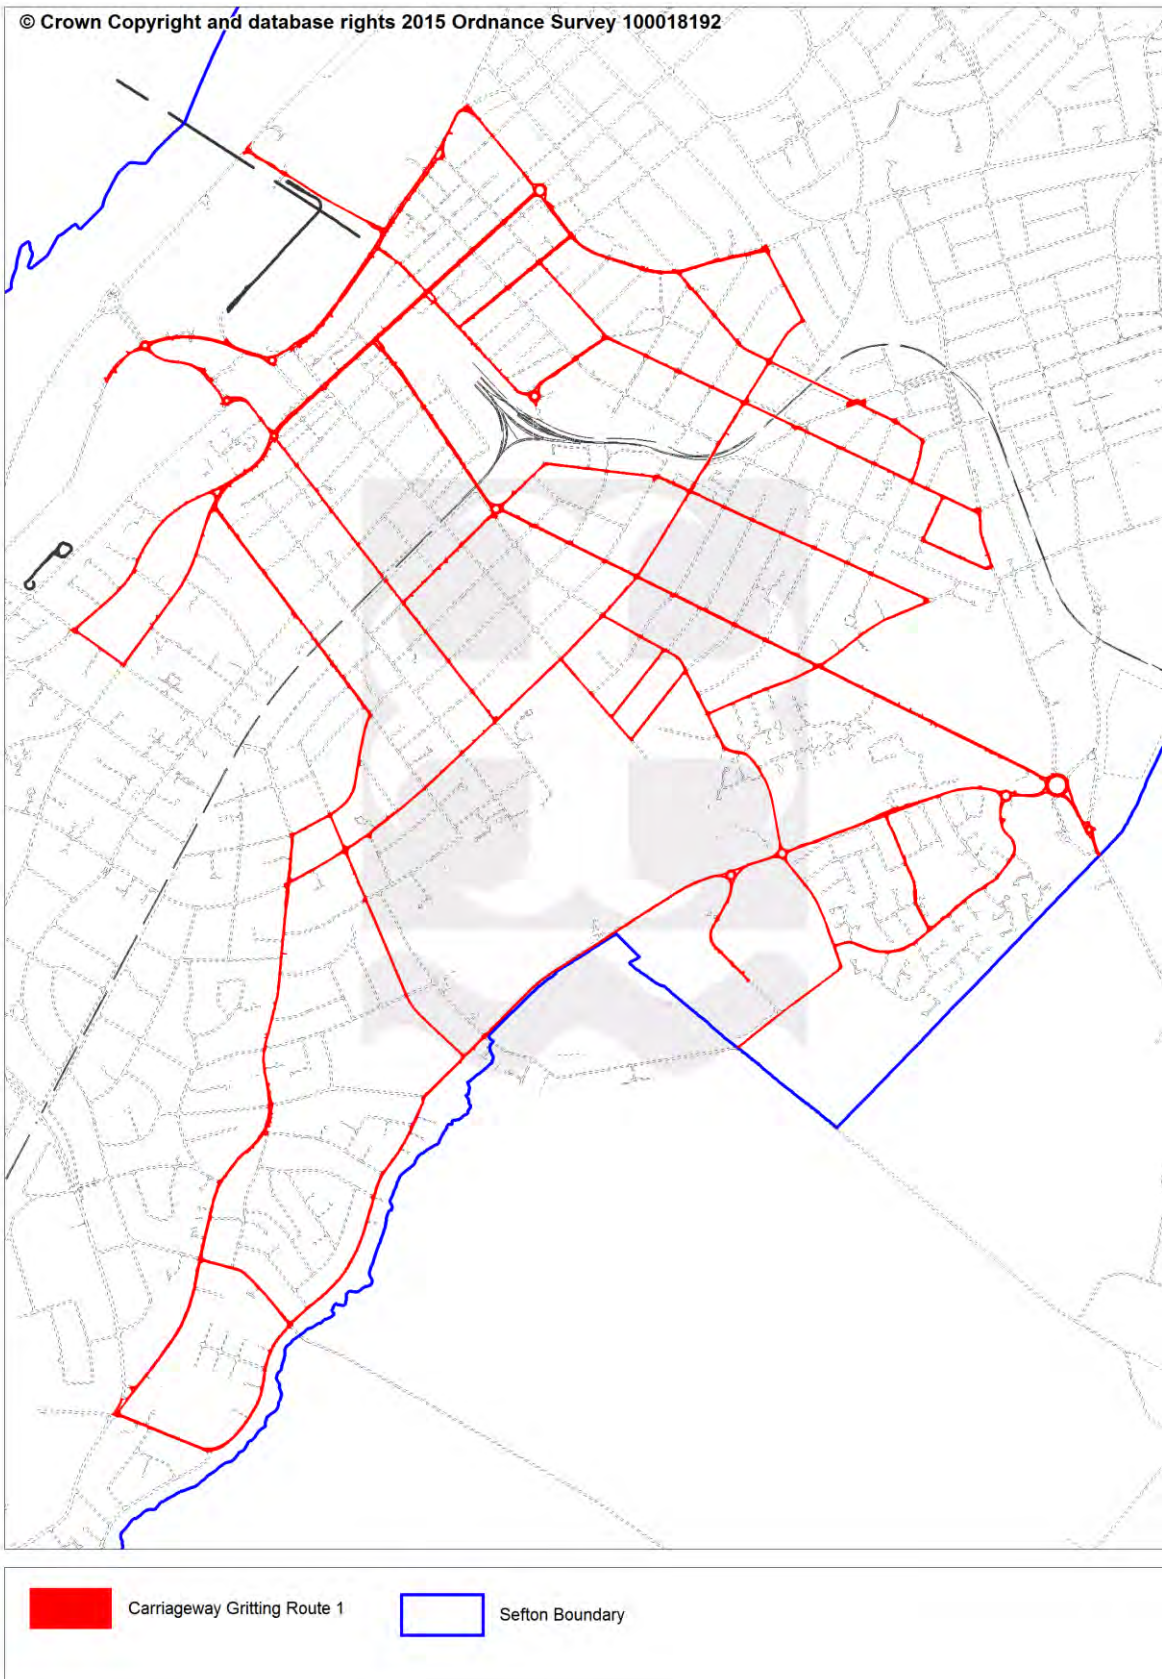 © Crown Copyright and database rights 2015 Ordnance Survey 100018192
Carriageway Gritting Route 1
Sefton Boundary